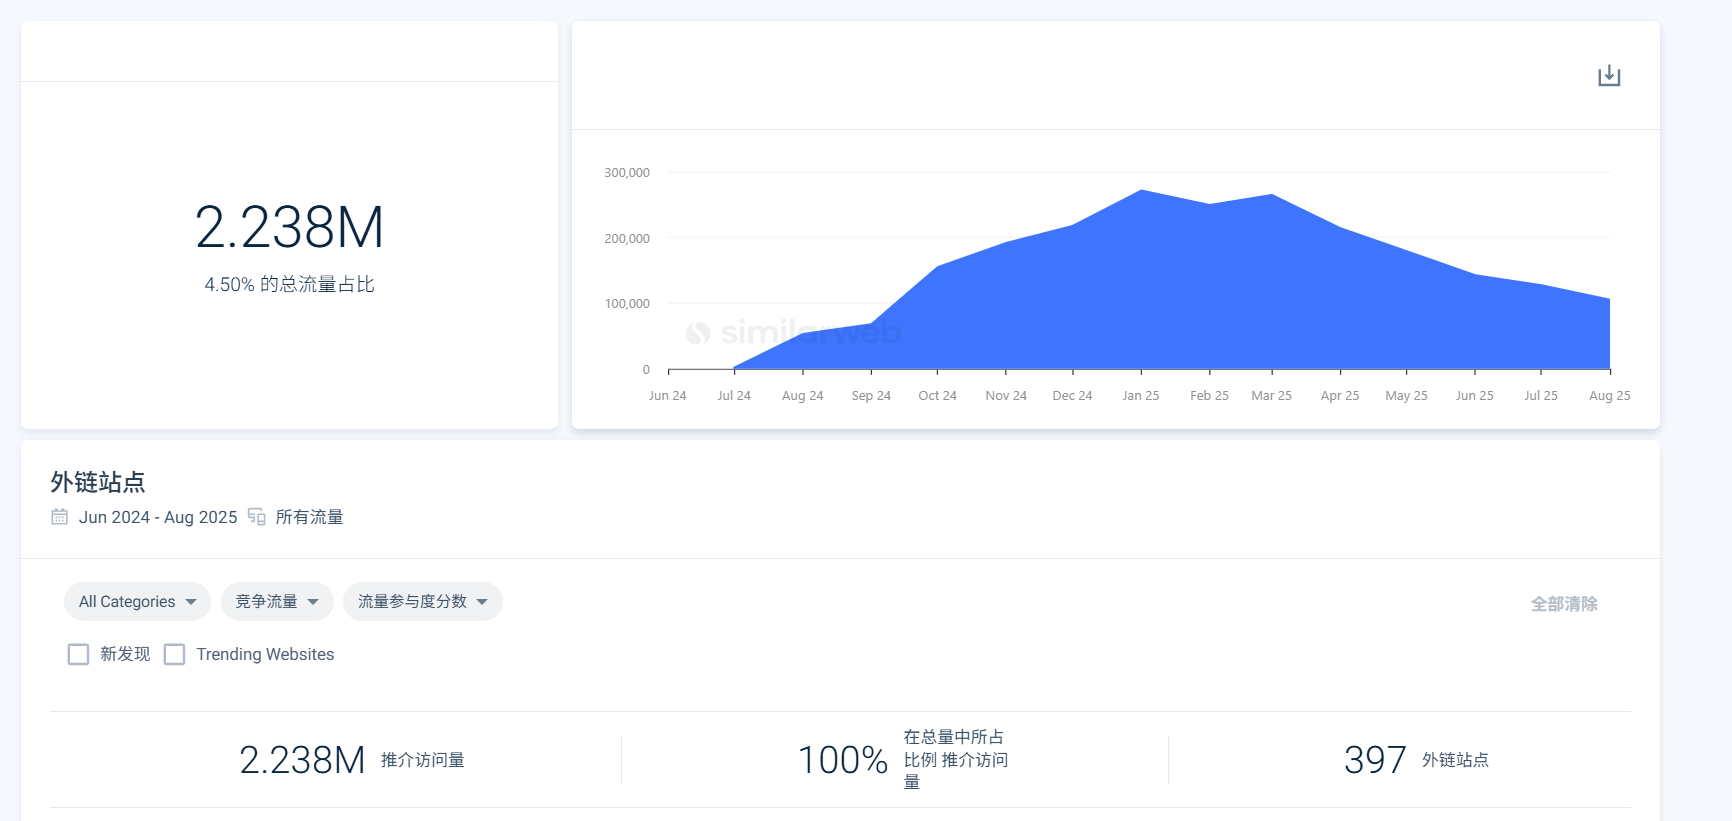 2.238M
4.50% 的总流量占比
300,000
200,000
100,000
0
similarweb
Jun 24 Jul 24 Aug 24 Sep 24 Oct 24 Nov 24 Dec 24 Jan 25 Feb 25 Mar 25 Apr 25 May 25 Jun 25 Jul 25 Aug 25
外链站点
Jun 2024 - Aug 2025 所有流量
All Categories 竞争流量 流量参与度分数 全部清除
新发现 Trending Websites
2.238M 推介访问量
100% 在总量中所占
比例 推介访问
量
397 外链站点